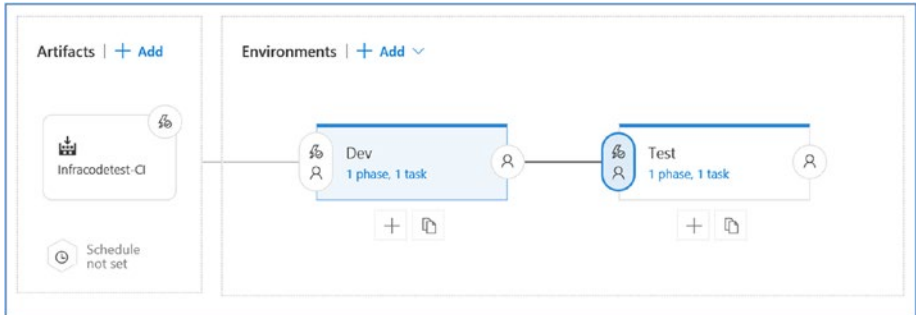 Artifacts | + Add
Environments | + Add
Infracodetest-CI
Dev
1 phase, 1 task
Test
1 phase, 1 task
Schedule
not set